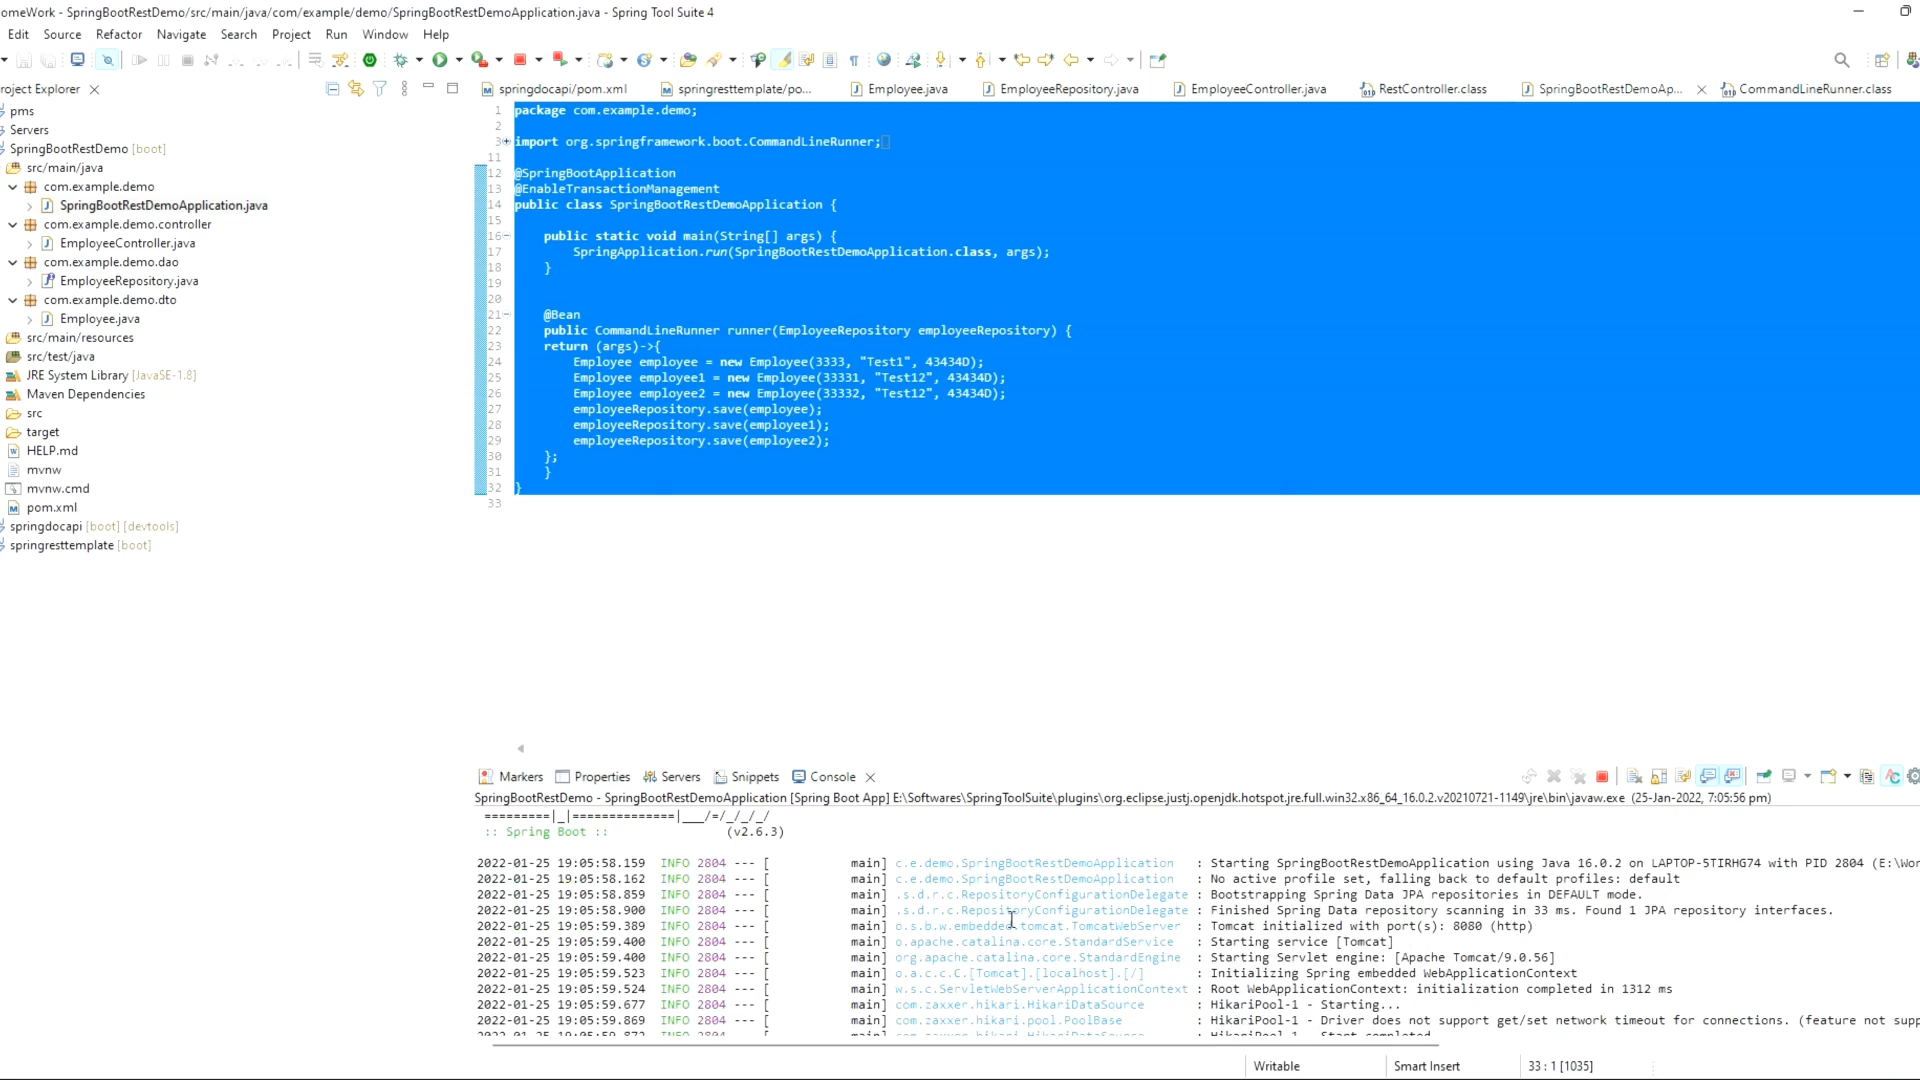 omeWork - SpringBootRestDemo/src/main/java/com/example/demo/SpringBootRestDemoApplication.java - Spring Tool Suite 4
Edit Source Refactor Navigate Search Project Run Window Help
roject Explorer
pms
Servers
SpringBootRestDemo [boot]
src/main/java
com.example.demo
SpringBootRestDemoApplication.java
com.example.demo.controller
EmployeeController.java
com.example.demo.dao
EmployeeRepository.java
com.example.demo.dto
Employee.java
src/main/resources
src/test/java
JRE System Library [JavaSE-1.8]
Maven Dependencies
src
target
HELP.md
mvnw
mvnw.cmd
pom.xml
springdocapi [boot] [devtools]
springresttemplate [boot]
springdocapi/pom.xml springresttemplate/po... Employee.java EmployeeRepository.java EmployeeController.java RestController.class SpringBootRestDemoAp... CommandLineRunner.class
1 package com.example.demo;
2
3 import org.springframework.boot.CommandLineRunner;
11
12 @SpringBootApplication
13 @EnableTransactionManagement
14 public class SpringBootRestDemoApplication {
15
16 public static void main(String[] args) {
17 SpringApplication.run(SpringBootRestDemoApplication.class, args);
18 }
19
20
21 @Bean
22 public CommandLineRunner runner(EmployeeRepository employeeRepository) {
23 return (args)->{
24 Employee employee = new Employee(3333, "Test1", 43434D);
25 Employee employee1 = new Employee(33331, "Test12", 43434D);
26 Employee employee2 = new Employee(33332, "Test12", 43434D);
27 employeeRepository.save(employee);
28 employeeRepository.save(employee1);
29 employeeRepository.save(employee2);
30 };
31 }
32 }
33
Markers Properties Servers Snippets Console
SpringBootRestDemo - SpringBootRestDemoApplication [Spring Boot App] E:\Softwares\SpringToolSuite\plugins\org.eclipse.justj.openjdk.hotspot.jre.full.win32.x86_64_16.0.2.v20210721-1149\jre\bin\javaw.exe (25-Jan-2022, 7:05:56 pm)
=========|_|==============|___/=/_/_/_/
:: Spring Boot :: (v2.6.3)
2022-01-25 19:05:58.159 INFO 2804 --- [ main] c.e.demo.SpringBootRestDemoApplication : Starting SpringBootRestDemoApplication using Java 16.0.2 on LAPTOP-5TIRHG74 with PID 2804 (E:\Wor
2022-01-25 19:05:58.162 INFO 2804 --- [ main] c.e.demo.SpringBootRestDemoApplication : No active profile set, falling back to default profiles: default
2022-01-25 19:05:58.859 INFO 2804 --- [ main] .s.d.r.c.RepositoryConfigurationDelegate : Bootstrapping Spring Data JPA repositories in DEFAULT mode.
2022-01-25 19:05:58.900 INFO 2804 --- [ main] .s.d.r.c.RepositoryConfigurationDelegate : Finished Spring Data repository scanning in 33 ms. Found 1 JPA repository interfaces.
2022-01-25 19:05:59.389 INFO 2804 --- [ main] o.s.b.w.embedded.tomcat.TomcatWebServer : Tomcat initialized with port(s): 8080 (http)
2022-01-25 19:05:59.400 INFO 2804 --- [ main] o.apache.catalina.core.StandardService : Starting service [Tomcat]
2022-01-25 19:05:59.400 INFO 2804 --- [ main] org.apache.catalina.core.StandardEngine : Starting Servlet engine: [Apache Tomcat/9.0.56]
2022-01-25 19:05:59.523 INFO 2804 --- [ main] o.a.c.c.C.[Tomcat].[localhost].[/] : Initializing Spring embedded WebApplicationContext
2022-01-25 19:05:59.524 INFO 2804 --- [ main] w.s.c.ServletWebServerApplicationContext : Root WebApplicationContext: initialization completed in 1312 ms
2022-01-25 19:05:59.677 INFO 2804 --- [ main] com.zaxxer.hikari.HikariDataSource : HikariPool-1 - Starting...
2022-01-25 19:05:59.869 INFO 2804 --- [ main] com.zaxxer.hikari.pool.PoolBase : HikariPool-1 - Driver does not support get/set network timeout for connections. (feature not supp
2022-01-25 19:05:59.872 INFO 2804 --- [ main] com.zaxxer.hikari.HikariDataSource : HikariPool-1 - Start completed.
Writable Smart Insert 33 : 1 [1035]